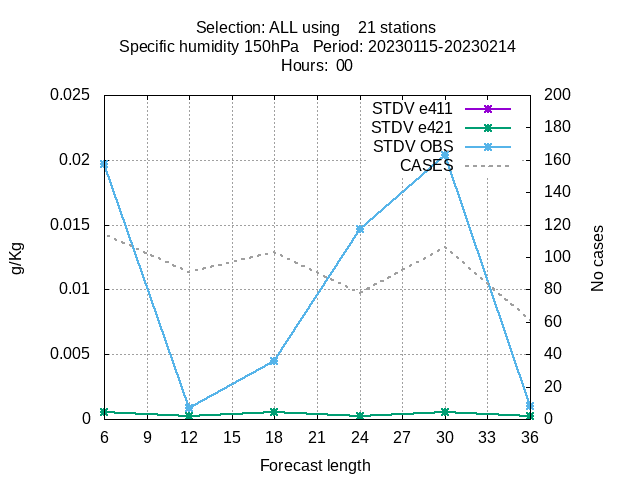 Selection: ALL using    21 stations
Specific humidity 150hPa   Period: 20230115-20230214
Hours:  00
0.025
0.02
0.015
0.01
0.005
0
g/Kg
STDV e411
STDV e421
STDV OBS
CASES
200
180
160
140
120
100
80
60
40
20
0
No cases
6 9 12 15 18 21 24 27 30 33 36
Forecast length